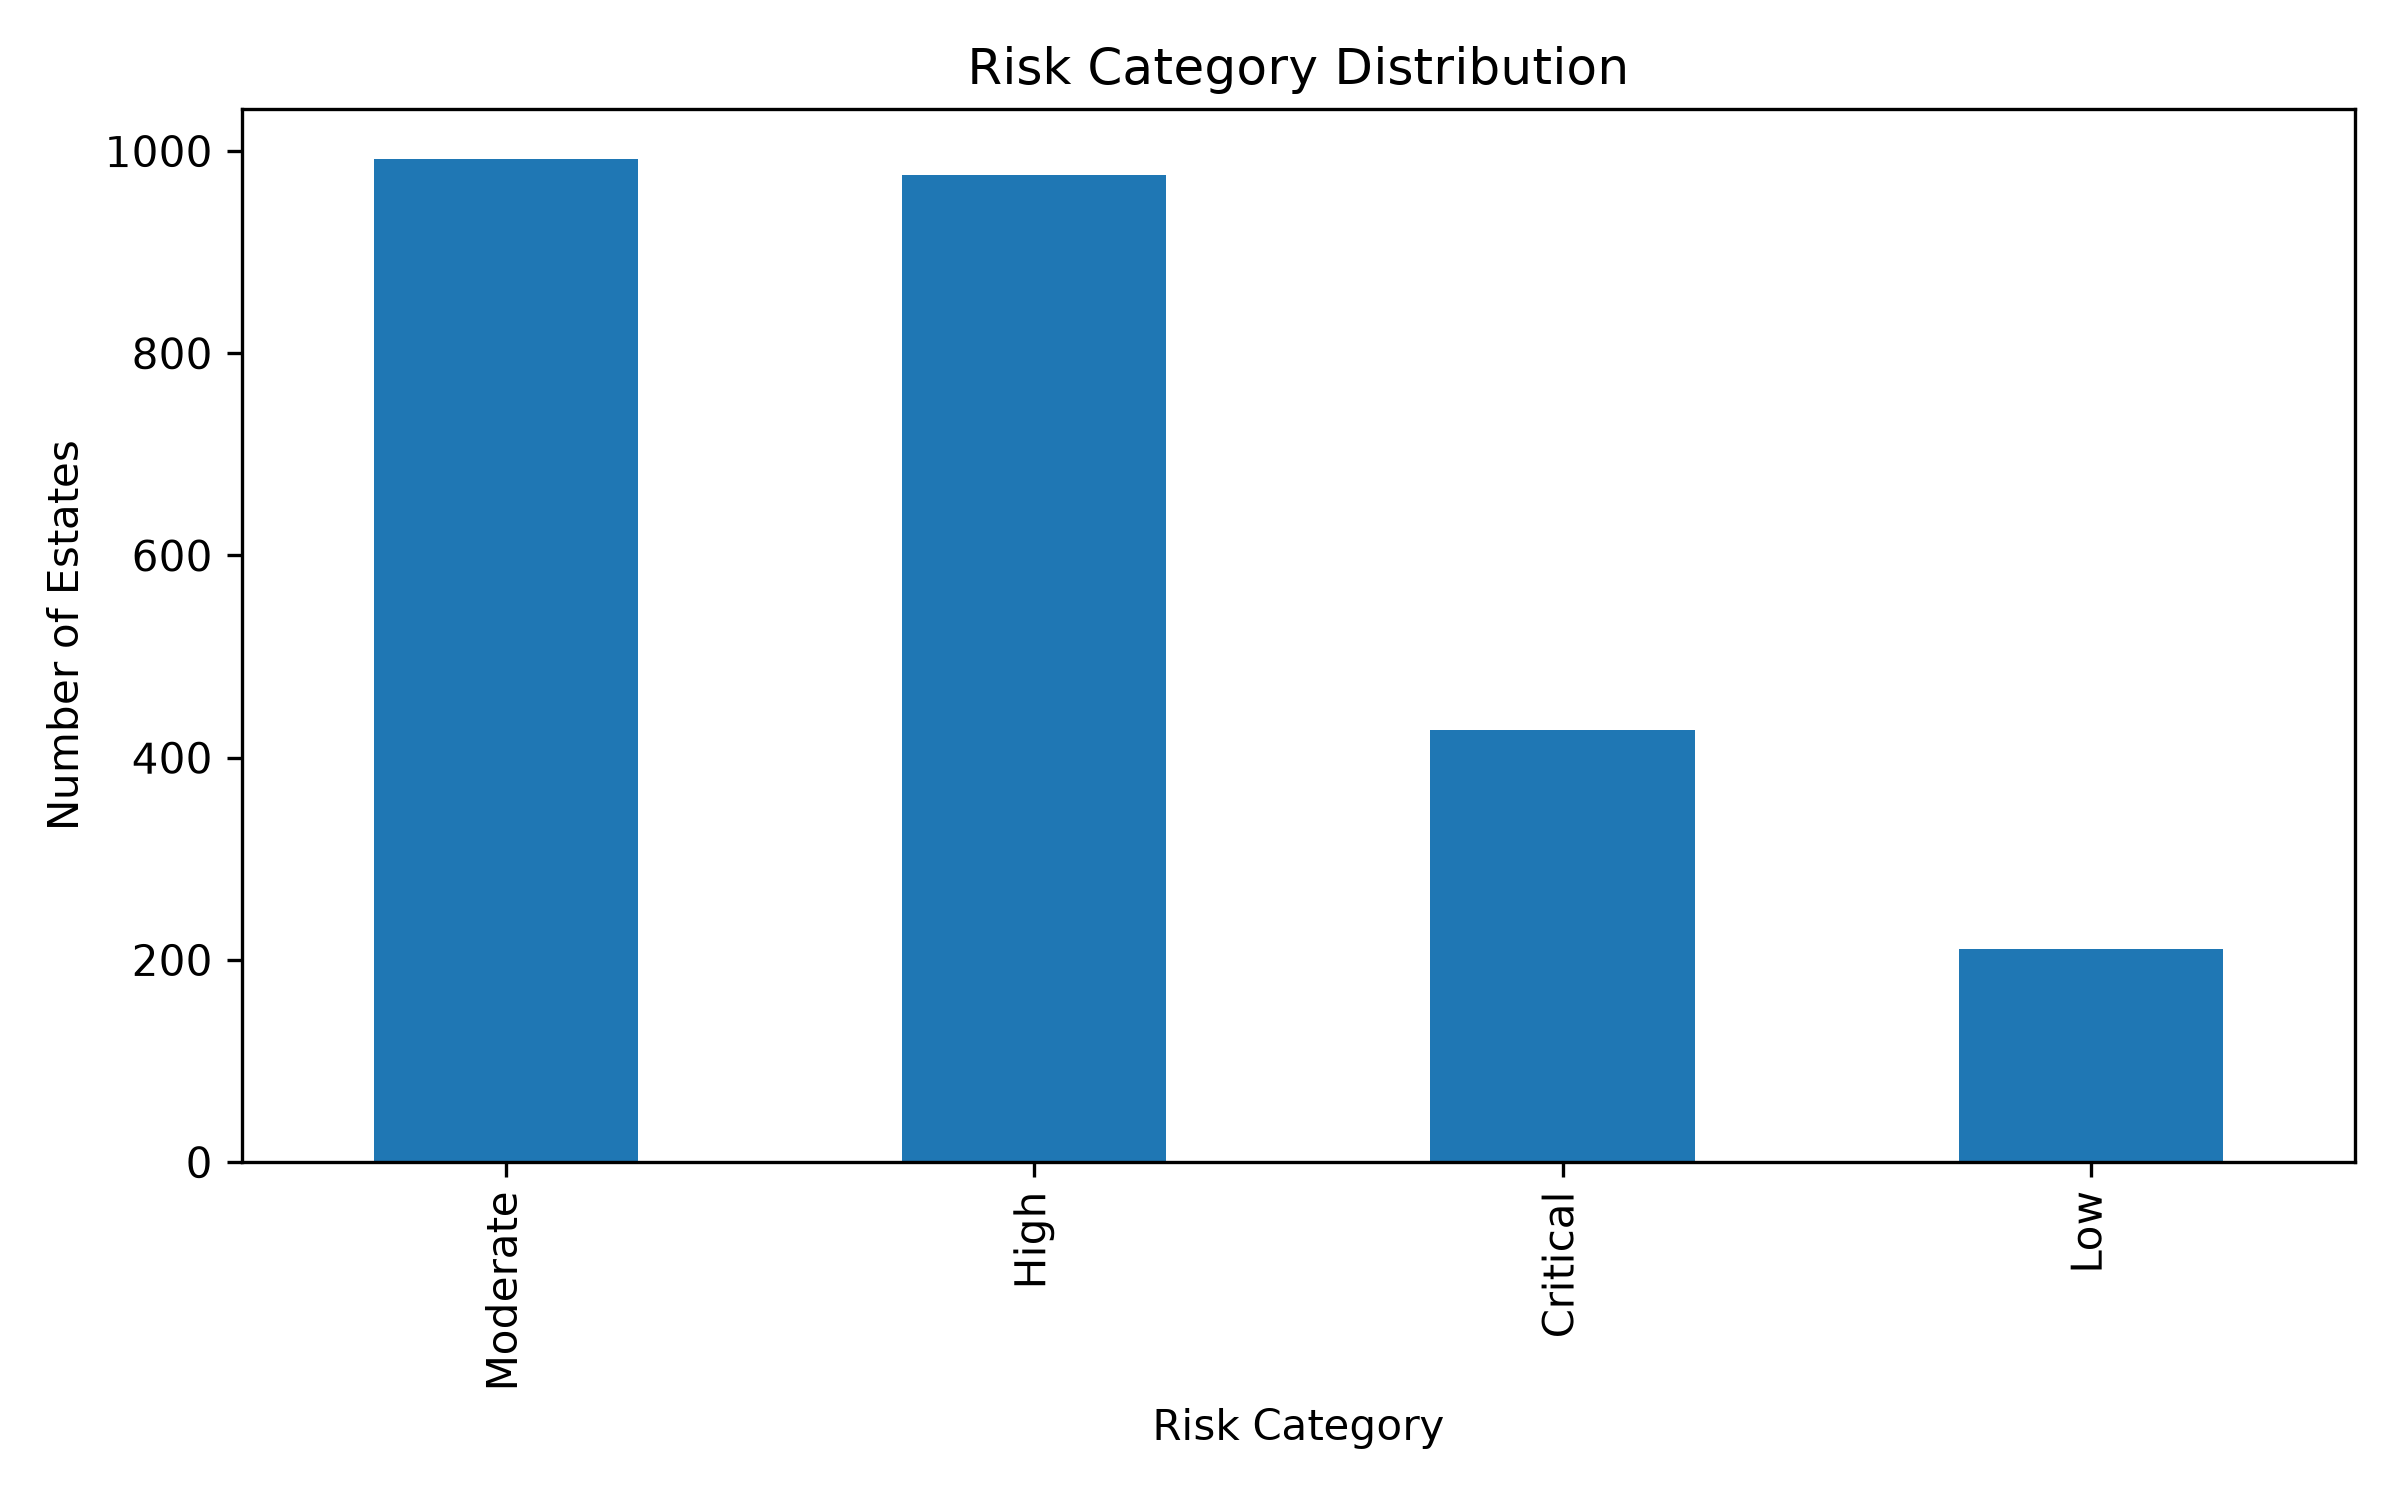 Risk Category Distribution
1000
800
600
400
200
0
Number of Estates
Moderate
High
Critical
Low
Risk Category